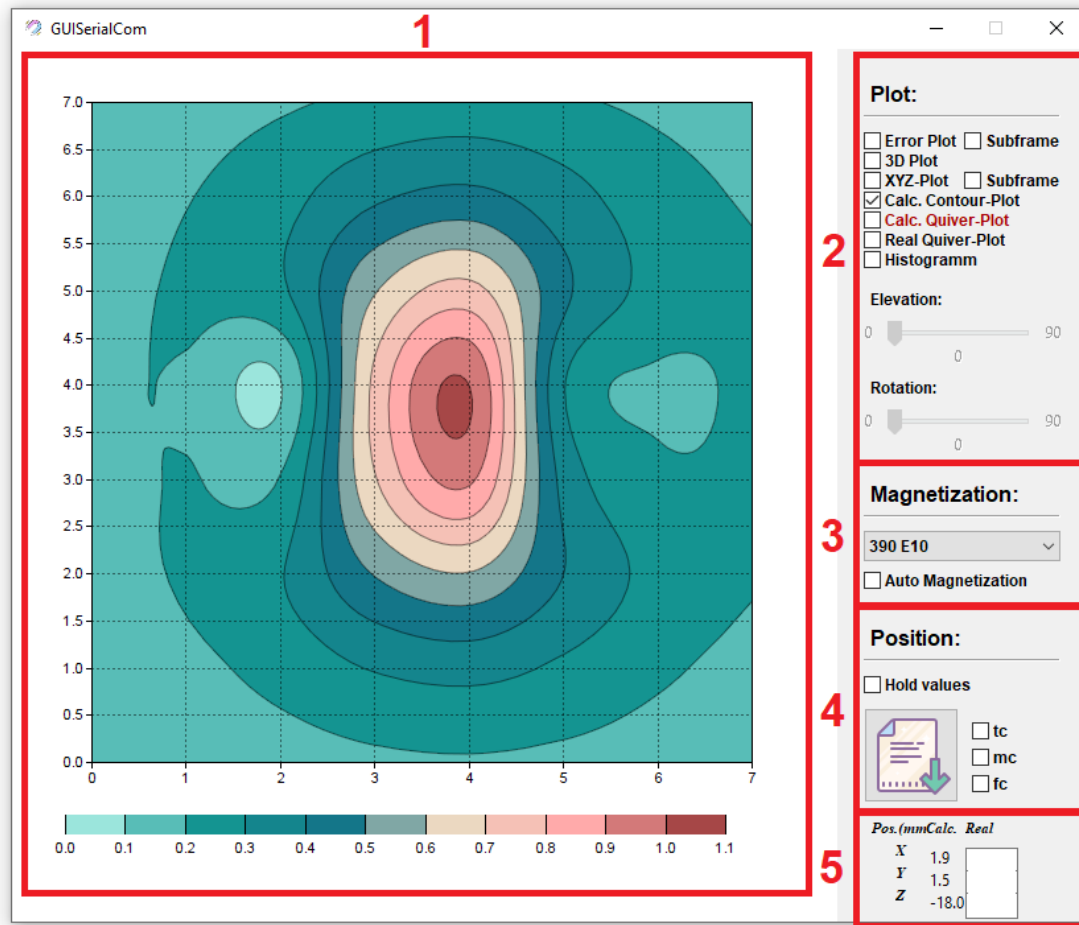 GUISerialCom
1
7.0
6.5
6.0
5.5
5.0
4.5
4.0
3.5
3.0
2.5
2.0
1.5
1.0
0.5
0.0
0 1 2 3 4 5 6 7
0.0 0.1 0.2 0.3 0.4 0.5 0.6 0.7 0.8 0.9 1.0 1.1
2
Plot:
Error Plot Subframe
3D Plot
XYZ-Plot Subframe
Calc. Contour-Plot
Calc. Quiver-Plot
Real Quiver-Plot
Histogramm
Elevation:
0 90
0
Rotation:
0 90
0
3
Magnetization:
390 E10
Auto Magnetization
4
Position:
Hold values
tc
mc
fc
5
Pos.(mmCalc. Real
X 1.9
Y 1.5
Z -18.0